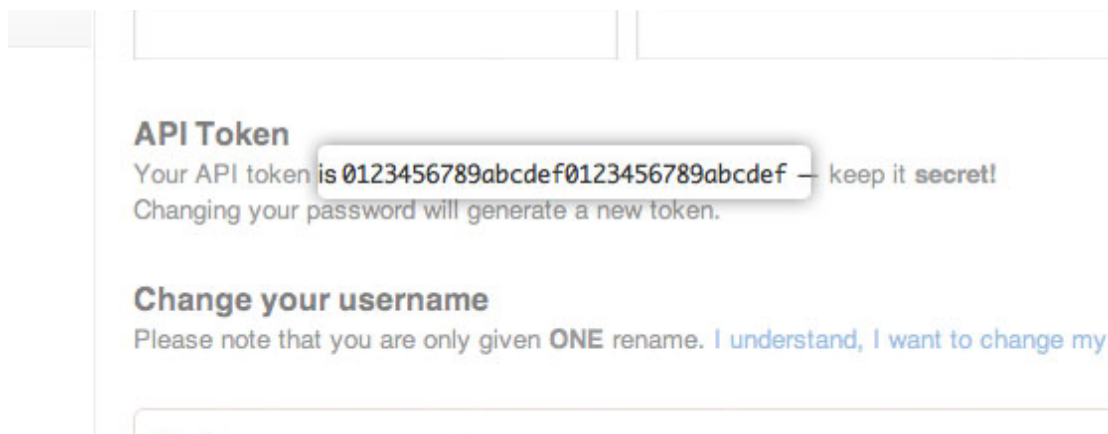 API Token
Your API token is 0123456789abcdef0123456789abcdef — keep it secret!
Changing your password will generate a new token.
Change your username
Please note that you are only given ONE rename. I understand, I want to change my